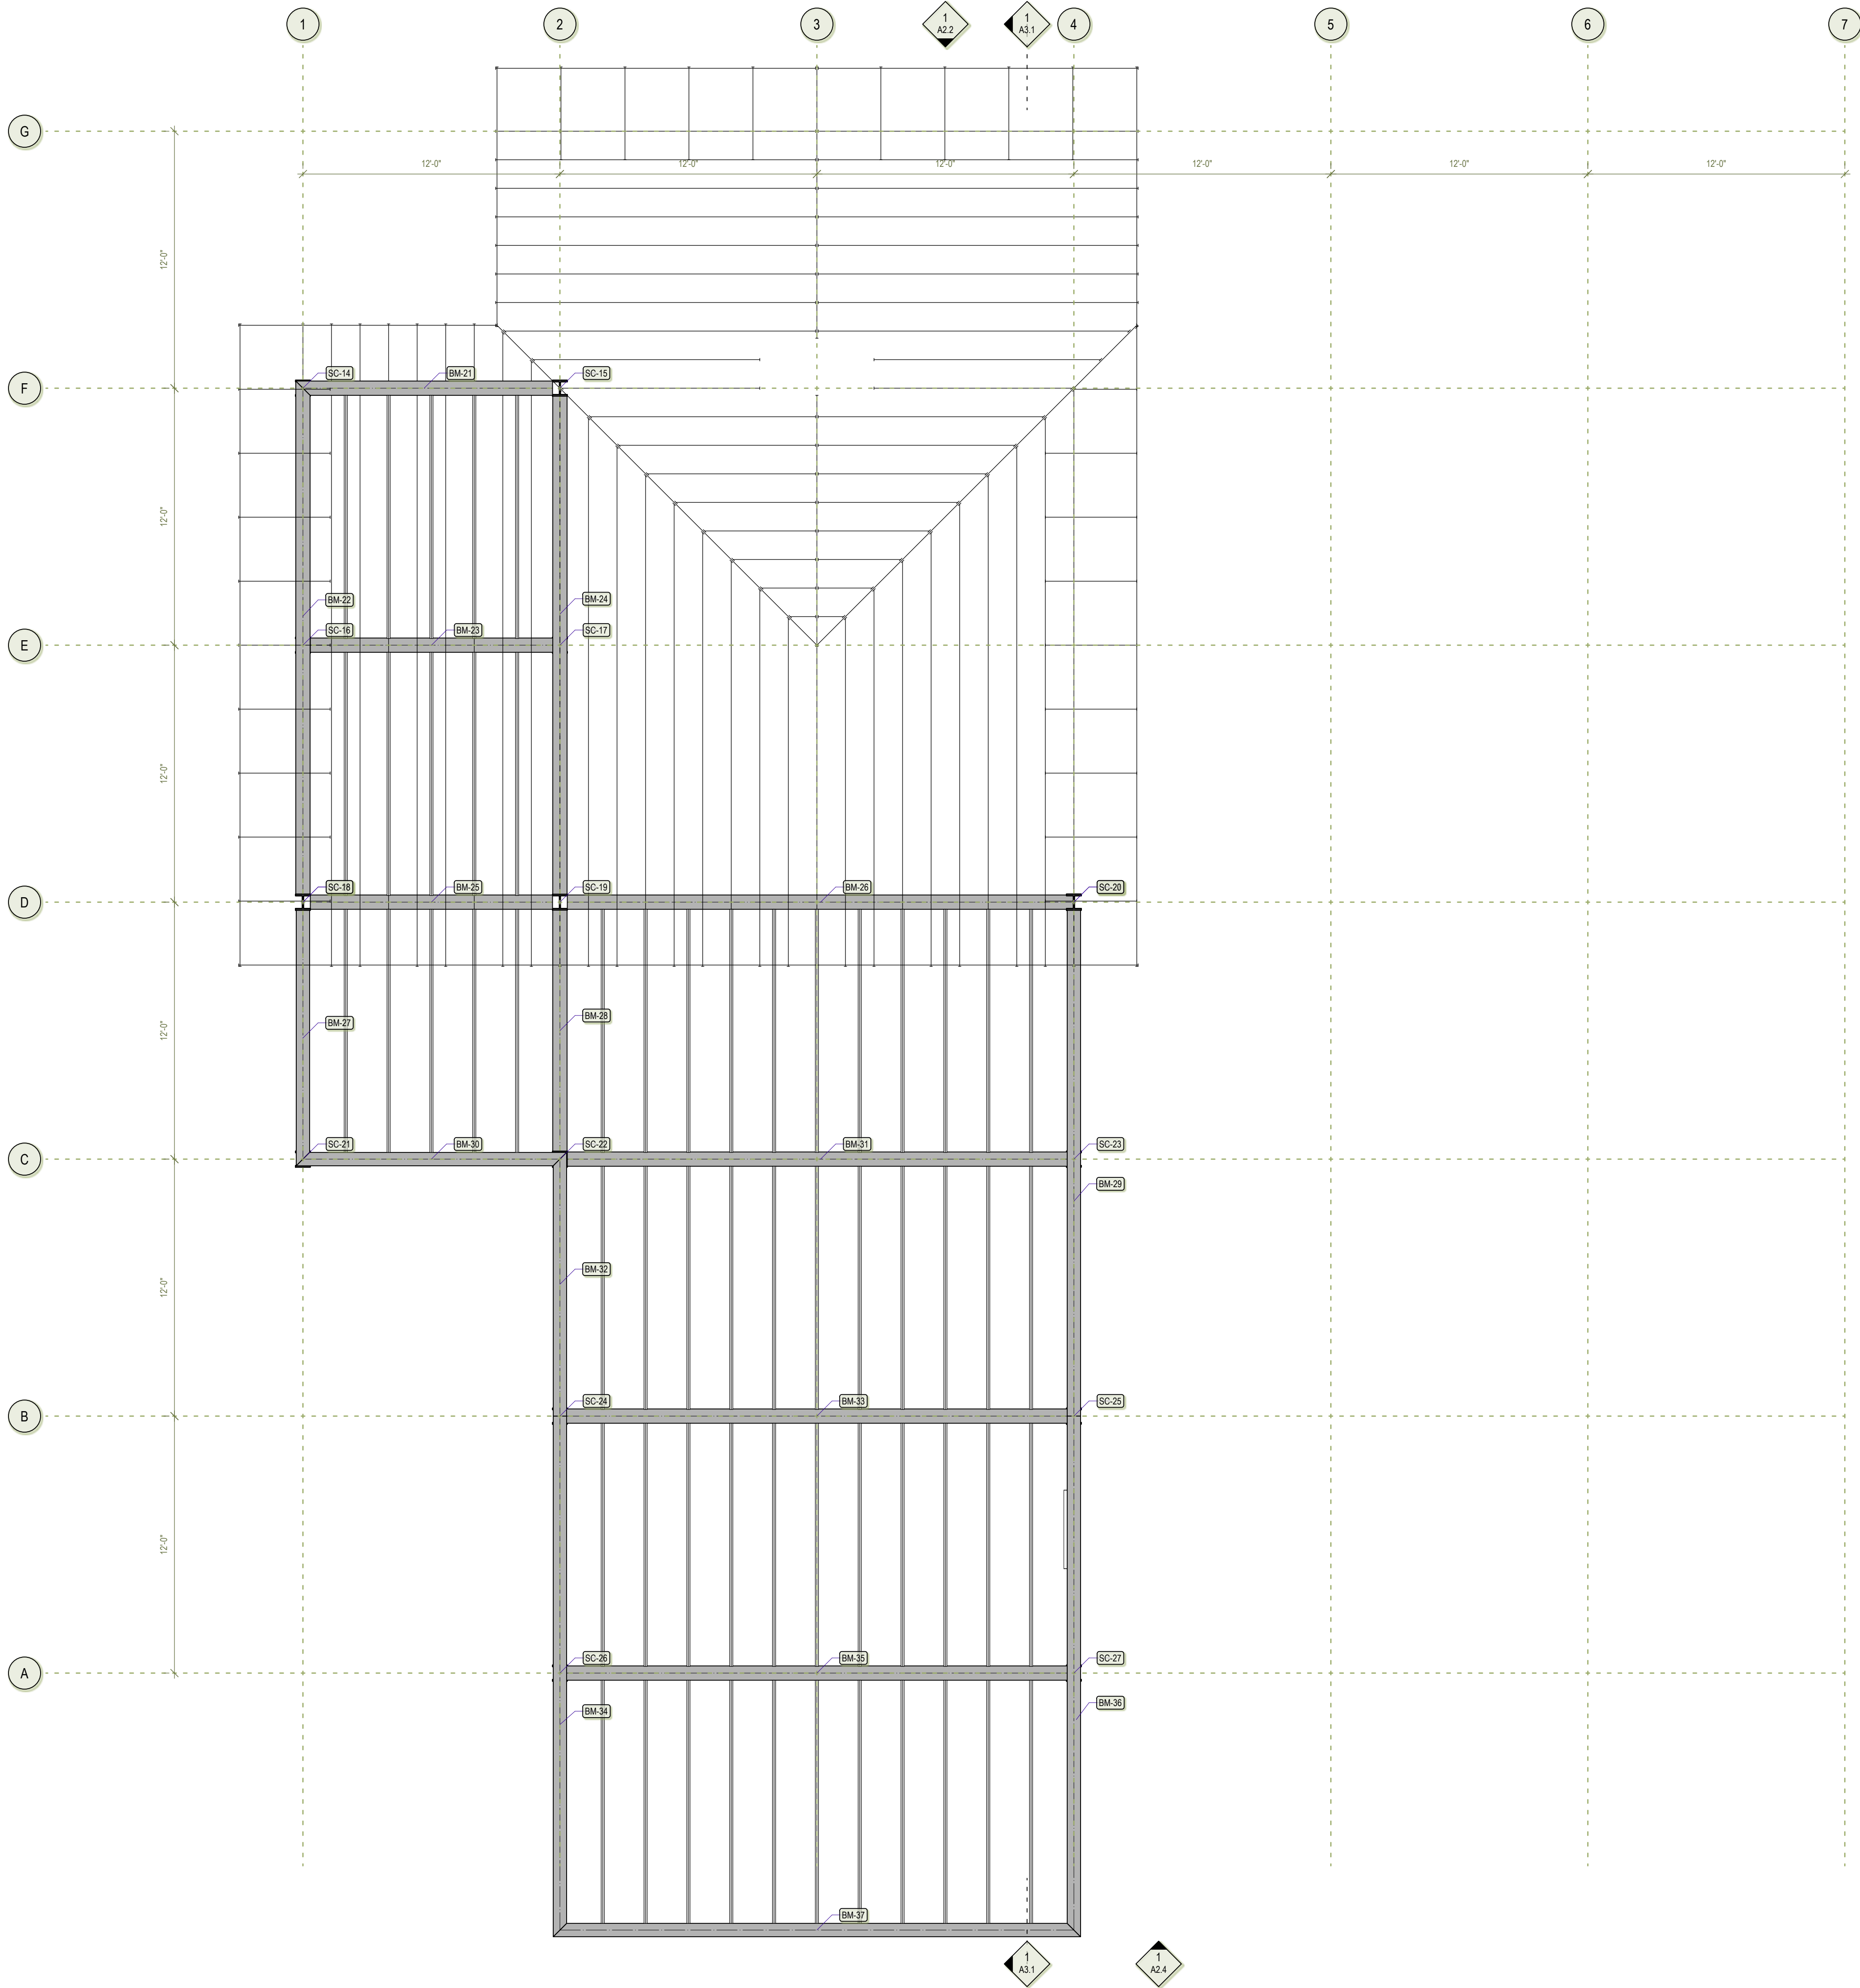 1 2 3 1 A2.2 1 A3.1 4 5 6 7
G
12'-0" 12'-0" 12'-0" 12'-0" 12'-0" 12'-0"
12'-0"
SC-14 BM-21 SC-15
F
12'-0"
BM-22 BM-24
SC-16 BM-23 SC-17
E
12'-0"
SC-18 BM-25 SC-19 BM-26 SC-20
D
BM-27 BM-28
12'-0"
SC-21 BM-30 SC-22 BM-31 SC-23
C
BM-29
BM-32
12'-0"
SC-24 BM-33 SC-25
B
12'-0"
SC-26 BM-35 SC-27
A
BM-34 BM-36
BM-37
1 A3.1 1 A2.4